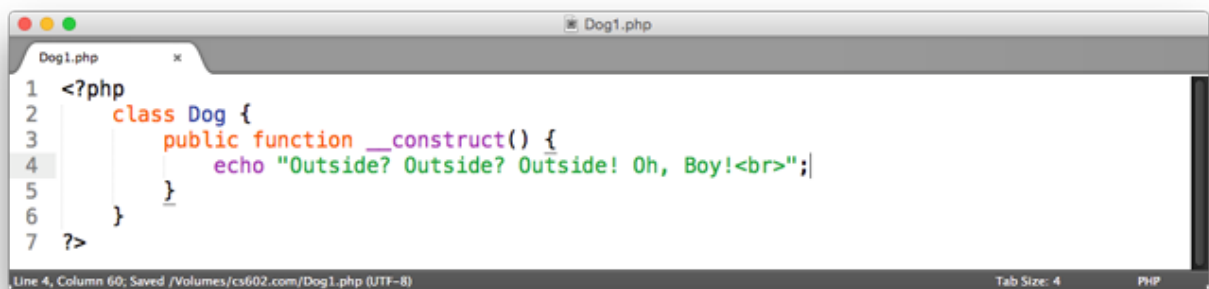 Dog1.php
Dog1.php ×
1 <?php
2 class Dog {
3 public function __construct() {
4 echo "Outside? Outside? Outside! Oh, Boy!<br>";
5 }
6 }
7 ?>
Line 4, Column 60; Saved /Volumes/cs602.com/Dog1.php (UTF-8) Tab Size: 4 PHP